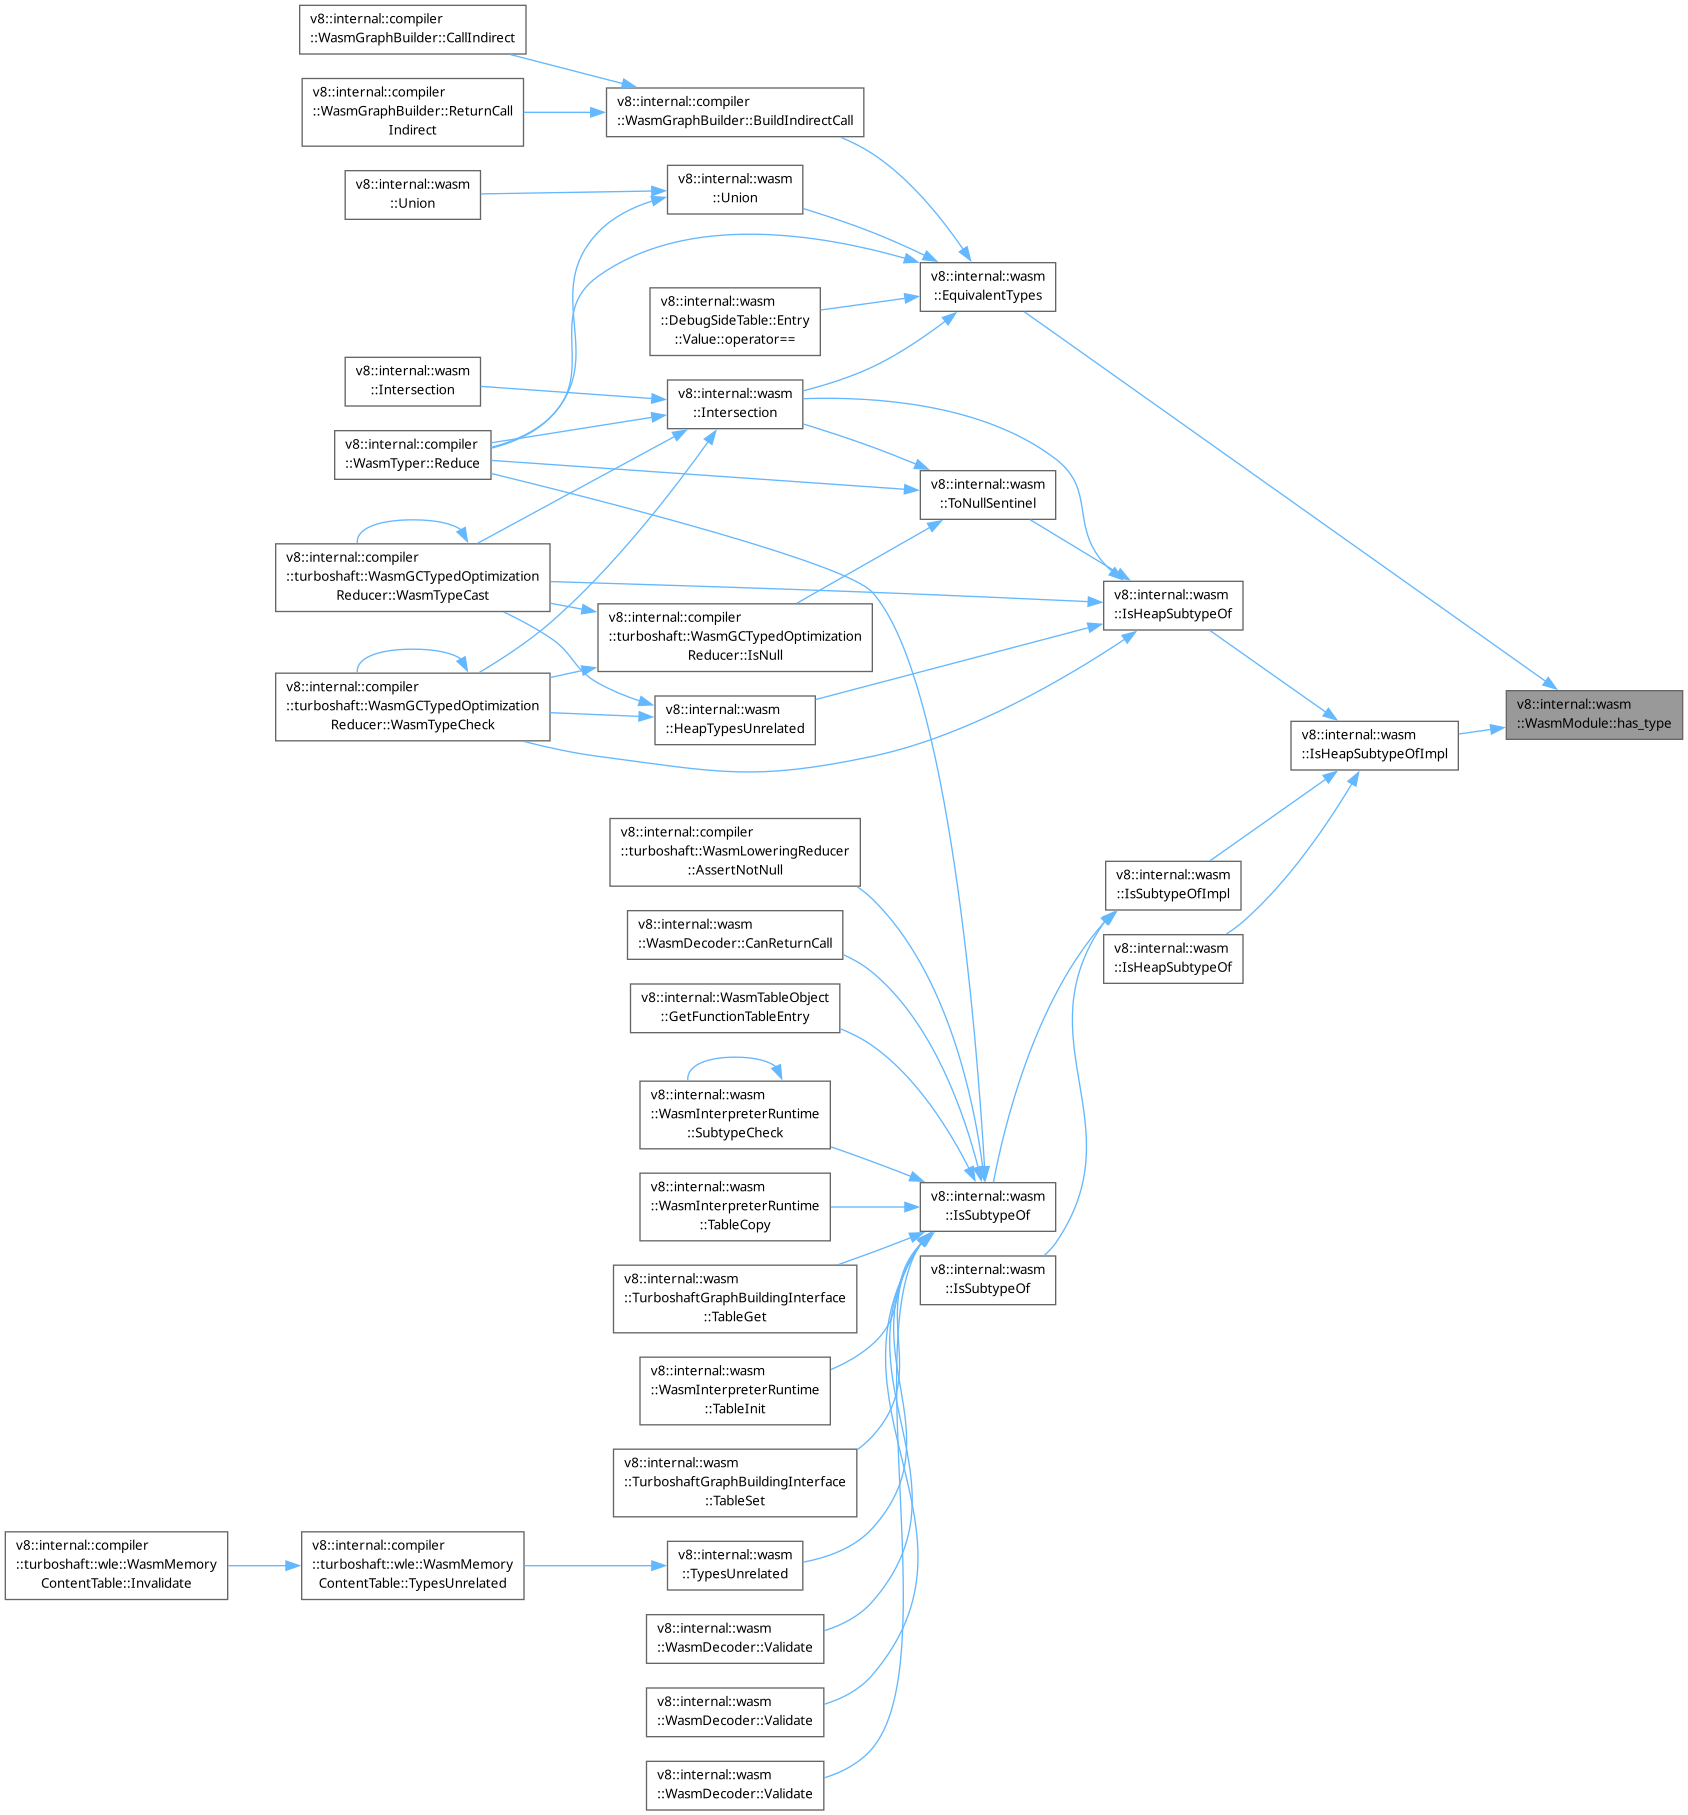 v8::internal::compiler
::WasmGraphBuilder::CallIndirect
v8::internal::compiler
::WasmGraphBuilder::ReturnCall
Indirect
v8::internal::compiler
::WasmGraphBuilder::BuildIndirectCall
v8::internal::wasm
::Union
v8::internal::wasm
::Union
v8::internal::wasm
::EquivalentTypes
v8::internal::wasm
::DebugSideTable::Entry
::Value::operator==
v8::internal::wasm
::Intersection
v8::internal::wasm
::Intersection
v8::internal::compiler
::WasmTyper::Reduce
v8::internal::wasm
::ToNullSentinel
v8::internal::compiler
::turboshaft::WasmGCTypedOptimization
Reducer::WasmTypeCast
v8::internal::compiler
::turboshaft::WasmGCTypedOptimization
Reducer::IsNull
v8::internal::wasm
::IsHeapSubtypeOf
v8::internal::compiler
::turboshaft::WasmGCTypedOptimization
Reducer::WasmTypeCheck
v8::internal::wasm
::HeapTypesUnrelated
v8::internal::wasm
::IsHeapSubtypeOfImpl
v8::internal::wasm
::WasmModule::has_type
v8::internal::compiler
::turboshaft::WasmLoweringReducer
::AssertNotNull
v8::internal::wasm
::IsSubtypeOfImpl
v8::internal::wasm
::WasmDecoder::CanReturnCall
v8::internal::wasm
::IsHeapSubtypeOf
v8::internal::WasmTableObject
::GetFunctionTableEntry
v8::internal::wasm
::WasmInterpreterRuntime
::SubtypeCheck
v8::internal::wasm
::WasmInterpreterRuntime
::TableCopy
v8::internal::wasm
::IsSubtypeOf
v8::internal::wasm
::TurboshaftGraphBuildingInterface
::TableGet
v8::internal::wasm
::IsSubtypeOf
v8::internal::wasm
::WasmInterpreterRuntime
::TableInit
v8::internal::wasm
::TurboshaftGraphBuildingInterface
::TableSet
v8::internal::compiler
::turboshaft::wle::WasmMemory
ContentTable::Invalidate
v8::internal::compiler
::turboshaft::wle::WasmMemory
ContentTable::TypesUnrelated
v8::internal::wasm
::TypesUnrelated
v8::internal::wasm
::WasmDecoder::Validate
v8::internal::wasm
::WasmDecoder::Validate
v8::internal::wasm
::WasmDecoder::Validate